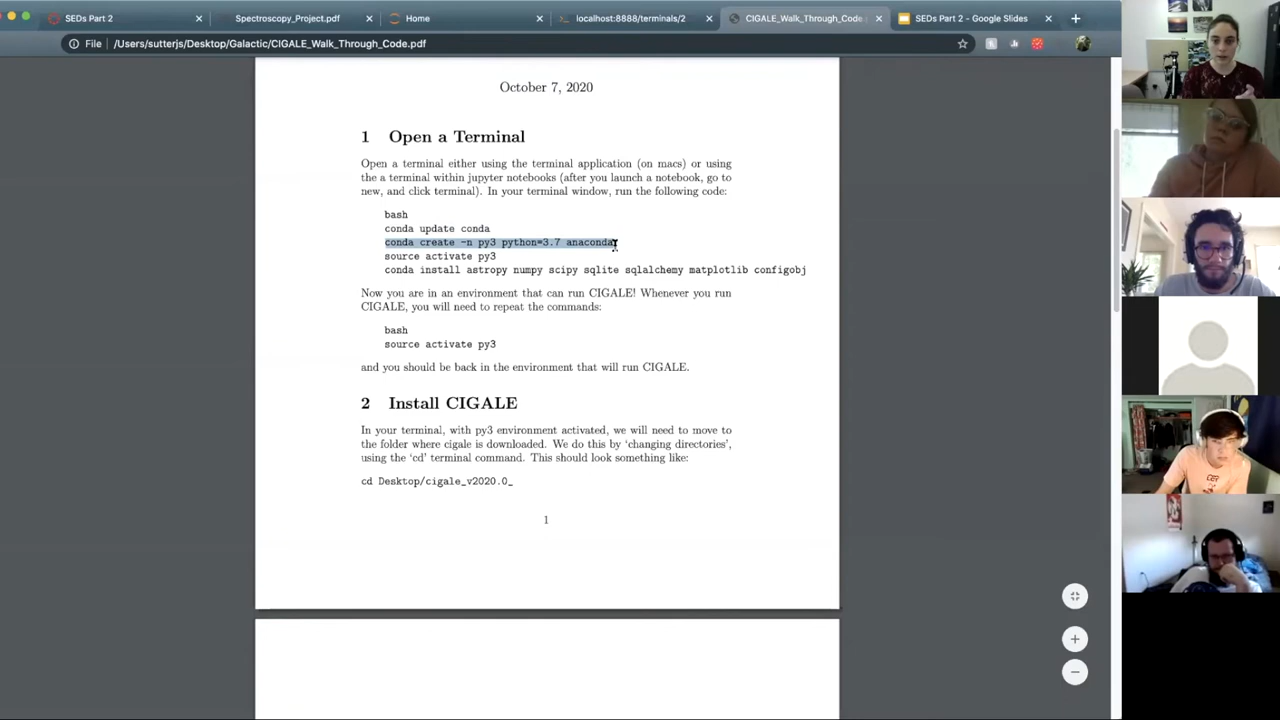 SEDs Part 2
Spectroscopy_Project.pdf
Home
localhost:8888/terminals/2
CIGALE_Walk_Through_Code.p
SEDs Part 2 - Google Slides
File
/Users/sutterjs/Desktop/Galactic/CIGALE_Walk_Through_Code.pdf
October 7, 2020
1 Open a Terminal
Open a terminal either using the terminal application (on macs) or using
the a terminal within jupyter notebooks (after you launch a notebook, go to
new, and click terminal). In your terminal window, run the following code:
bash
conda update conda
conda create -n py3 python=3.7 anaconda
source activate py3
conda install astropy numpy scipy sqlite sqlalchemy matplotlib configobj
Now you are in an environment that can run CIGALE! Whenever you run
CIGALE, you will need to repeat the commands:
bash
source activate py3
and you should be back in the environment that will run CIGALE.
2 Install CIGALE
In your terminal, with py3 environment activated, we will need to move to
the folder where cigale is downloaded. We do this by ‘changing directories’,
using the ‘cd’ terminal command. This should look something like:
cd Desktop/cigale_v2020.0_
1